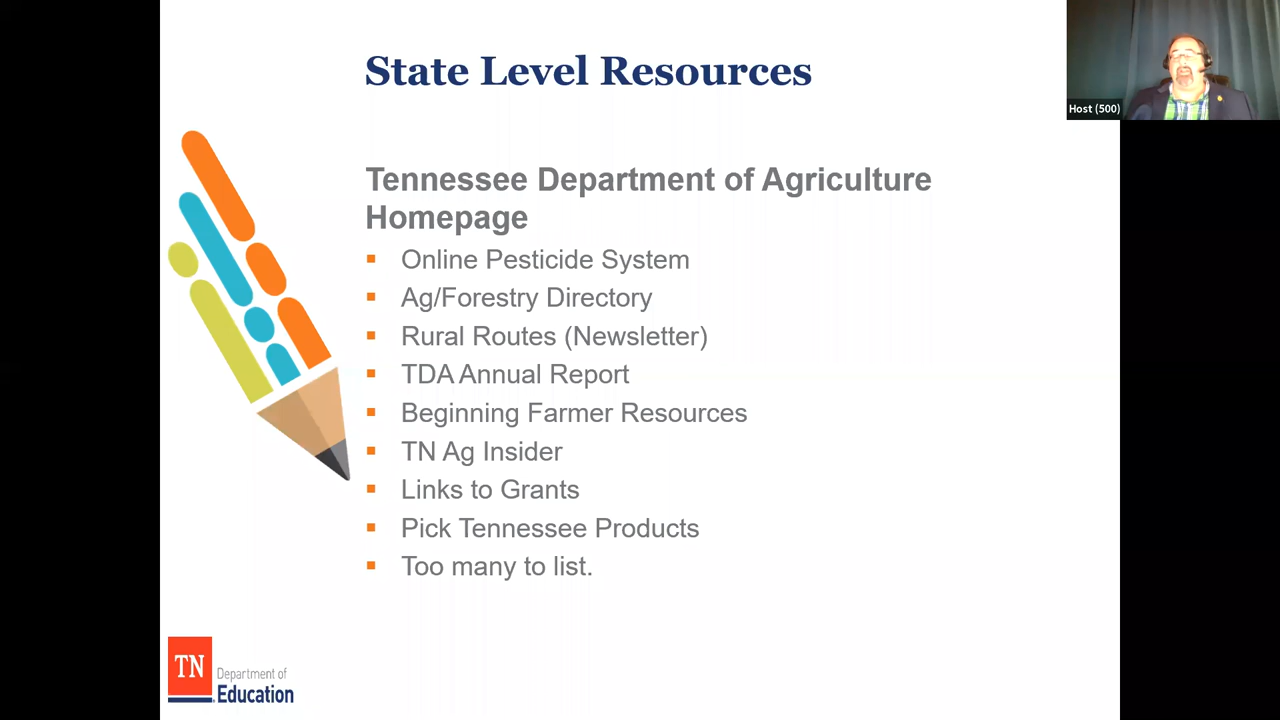 State Level Resources
Host (500)
Tennessee Department of Agriculture
Homepage
Online Pesticide System
Ag/Forestry Directory
Rural Routes (Newsletter)
TDA Annual Report
Beginning Farmer Resources
TN Ag Insider
Links to Grants
Pick Tennessee Products
Too many to list.
TN
Department of
Education